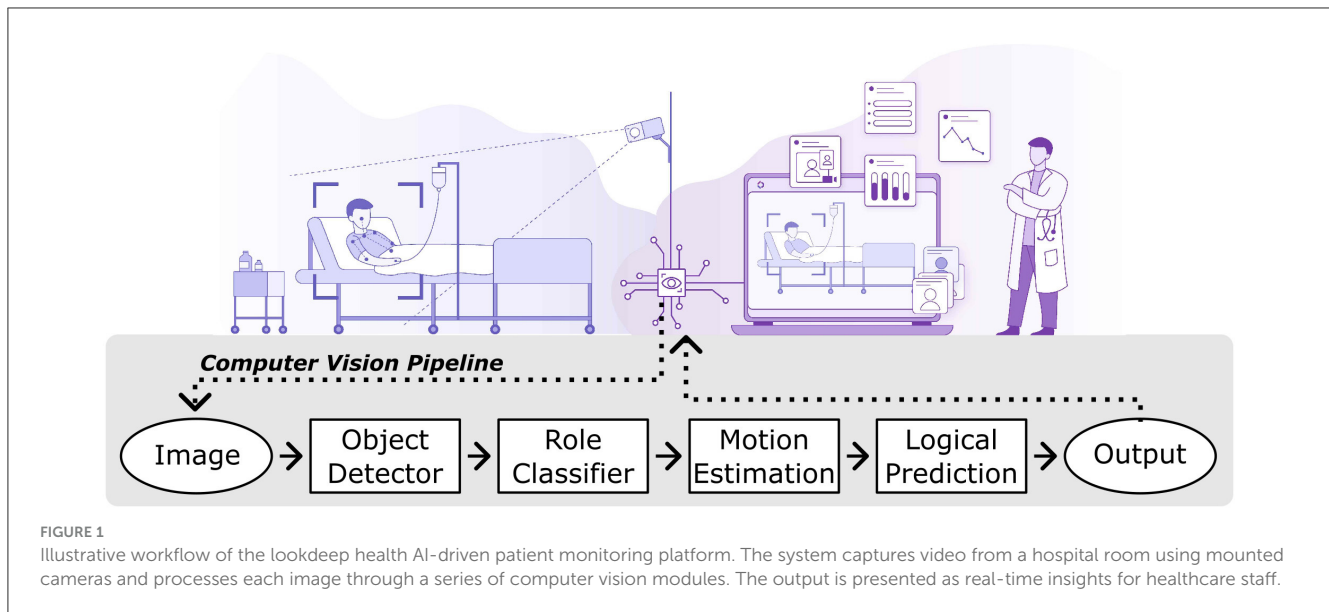 Computer Vision Pipeline
Image
Object
Detector
Role
Classifier
Motion
Estimation
Logical
Prediction
Output
FIGURE 1
Illustrative workflow of the lookdeep health AI-driven patient monitoring platform. The system captures video from a hospital room using mounted
cameras and processes each image through a series of computer vision modules. The output is presented as real-time insights for healthcare staff.